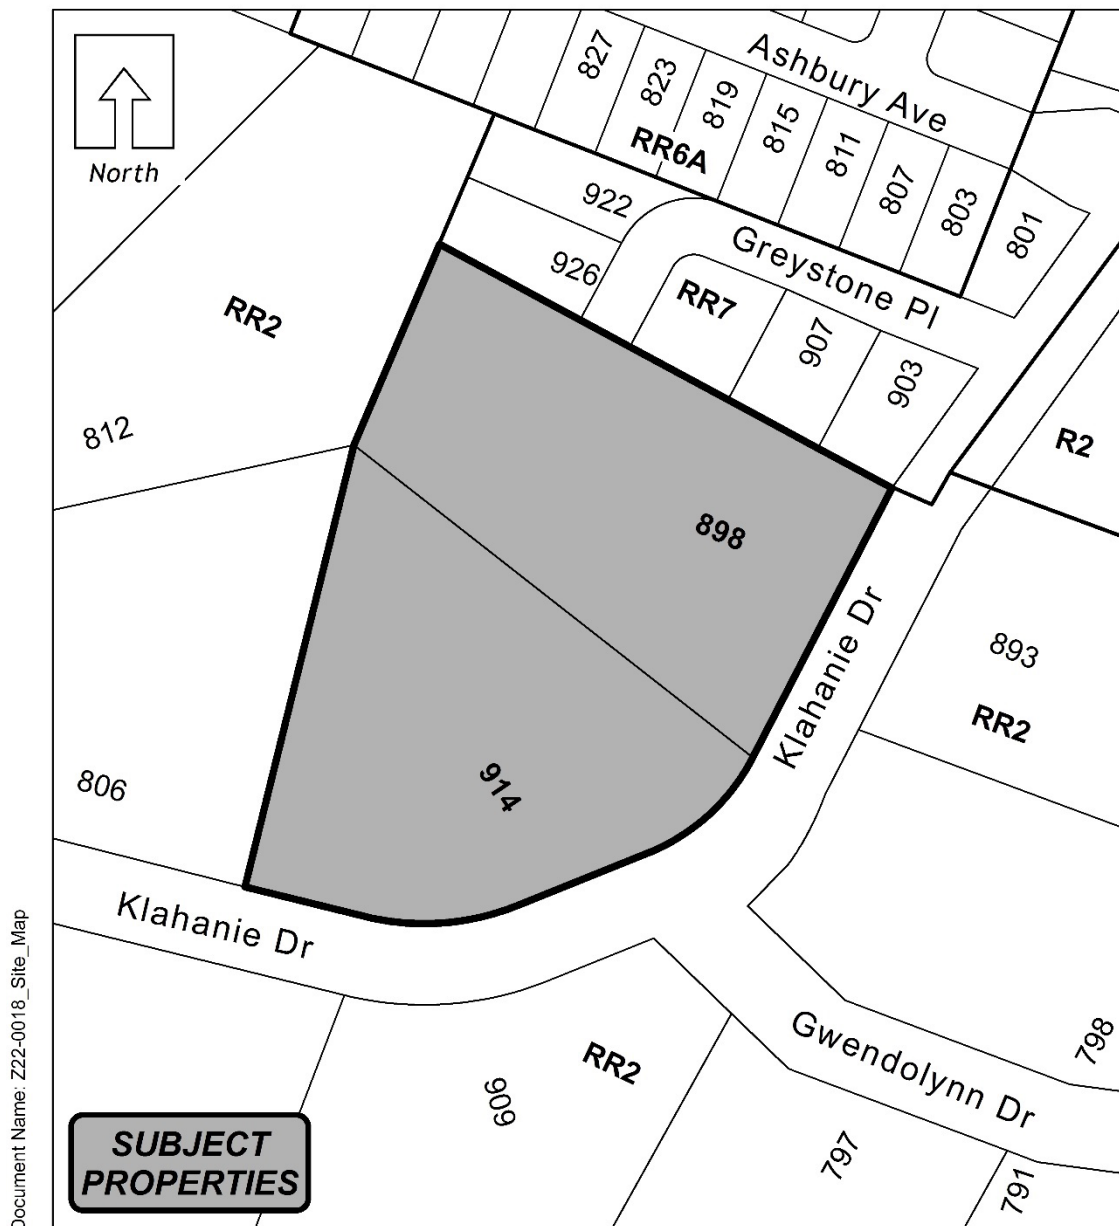 North
Ashbury Ave
827
823
819
815
811
807
803
801
RR6A
922
926
Greystone Pl
RR7
907
903
RR2
812
R2
898
Klahanie Dr
893
RR2
914
806
Klahanie Dr
Gwendolynn Dr
798
RR2
909
797
791
SUBJECT
PROPERTIES
Document Name: Z22-0018_Site_Map